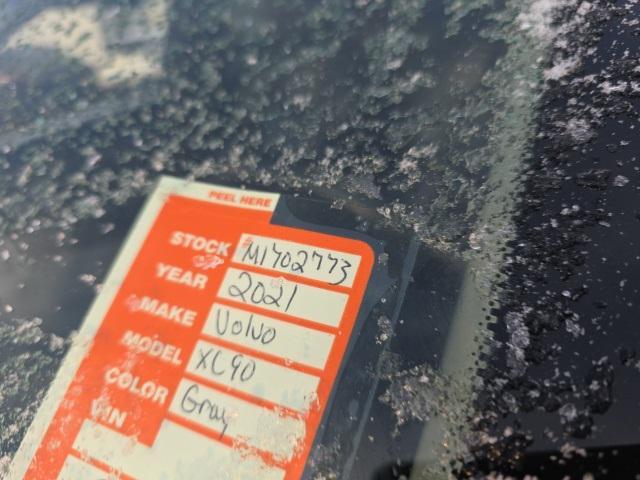 PEEL HERE
STOCK # M1702773
YEAR 2021
MAKE Volvo
MODEL XC90
COLOR Gray
VIN